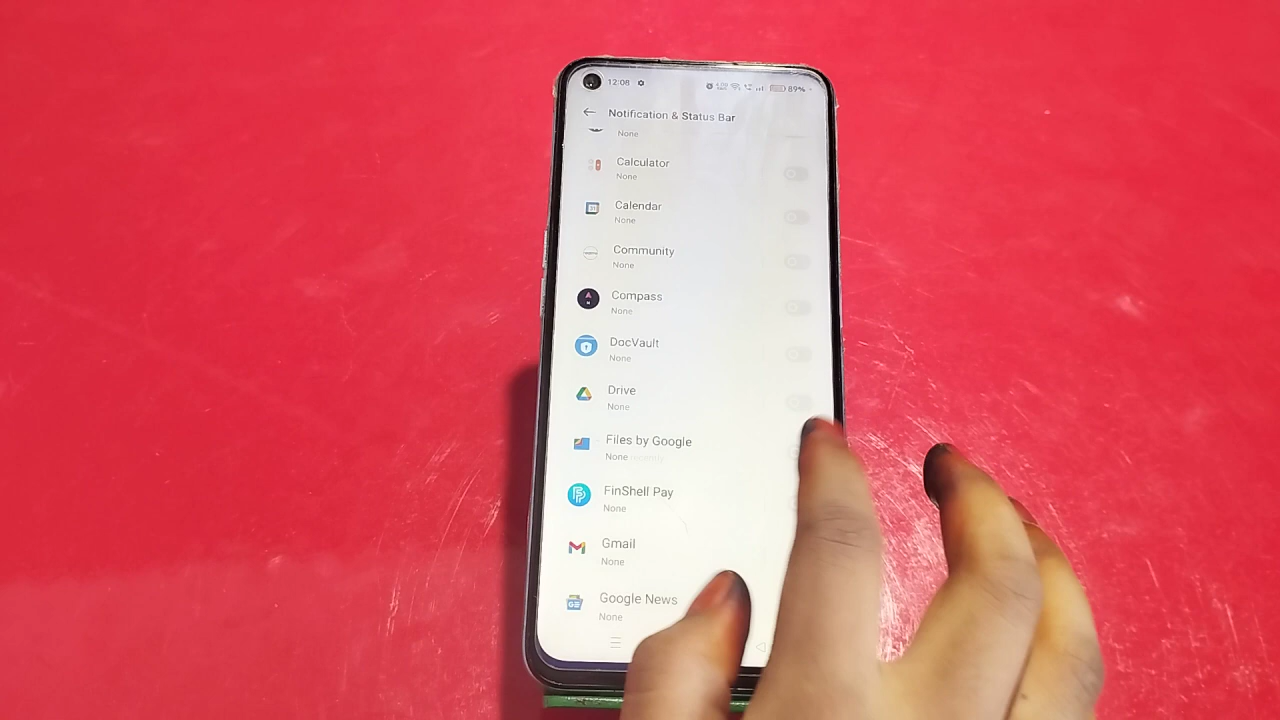 12:08
89%
Notification & Status Bar
None
Calculator
None
Calendar
None
Community
None
Compass
None
DocVault
None
Drive
None
Files by Google
None recently
FinShell Pay
None
Gmail
None
Google News
None